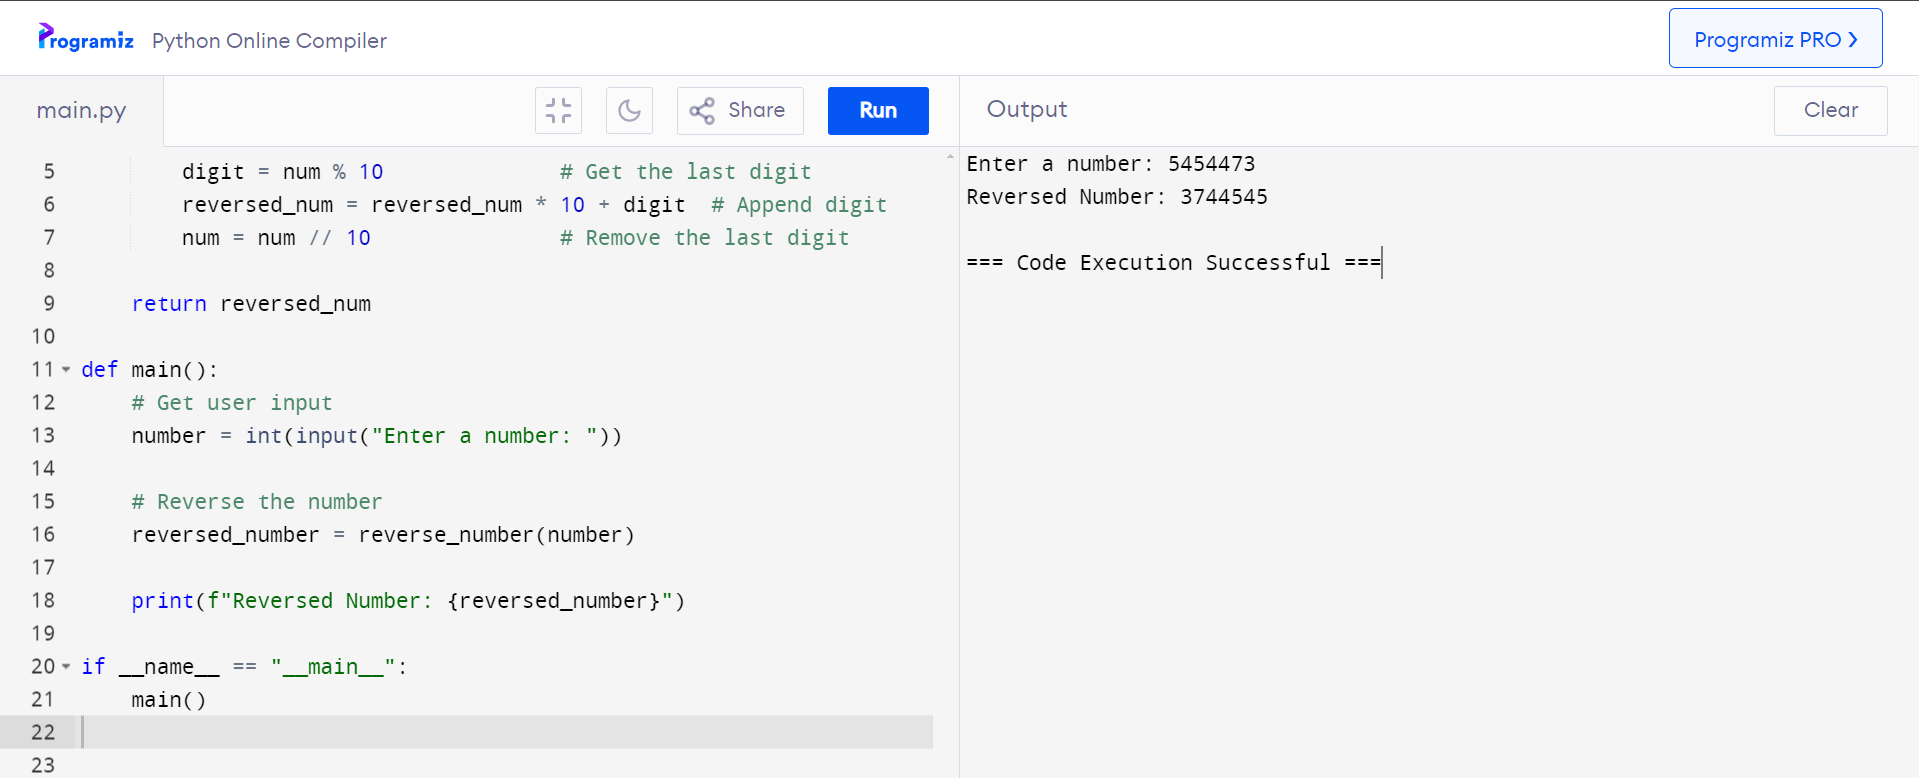 Programiz Python Online Compiler
Programiz PRO
main.py
Share
Run
Output
Clear
5         digit = num % 10              # Get the last digit
6         reversed_num = reversed_num * 10 + digit  # Append digit
7         num = num // 10               # Remove the last digit
8
9     return reversed_num
10
11 def main():
12     # Get user input
13     number = int(input("Enter a number: "))
14
15     # Reverse the number
16     reversed_number = reverse_number(number)
17
18     print(f"Reversed Number: {reversed_number}")
19
20 if __name__ == "__main__":
21     main()
22
23
Enter a number: 5454473
Reversed Number: 3744545
=== Code Execution Successful ===